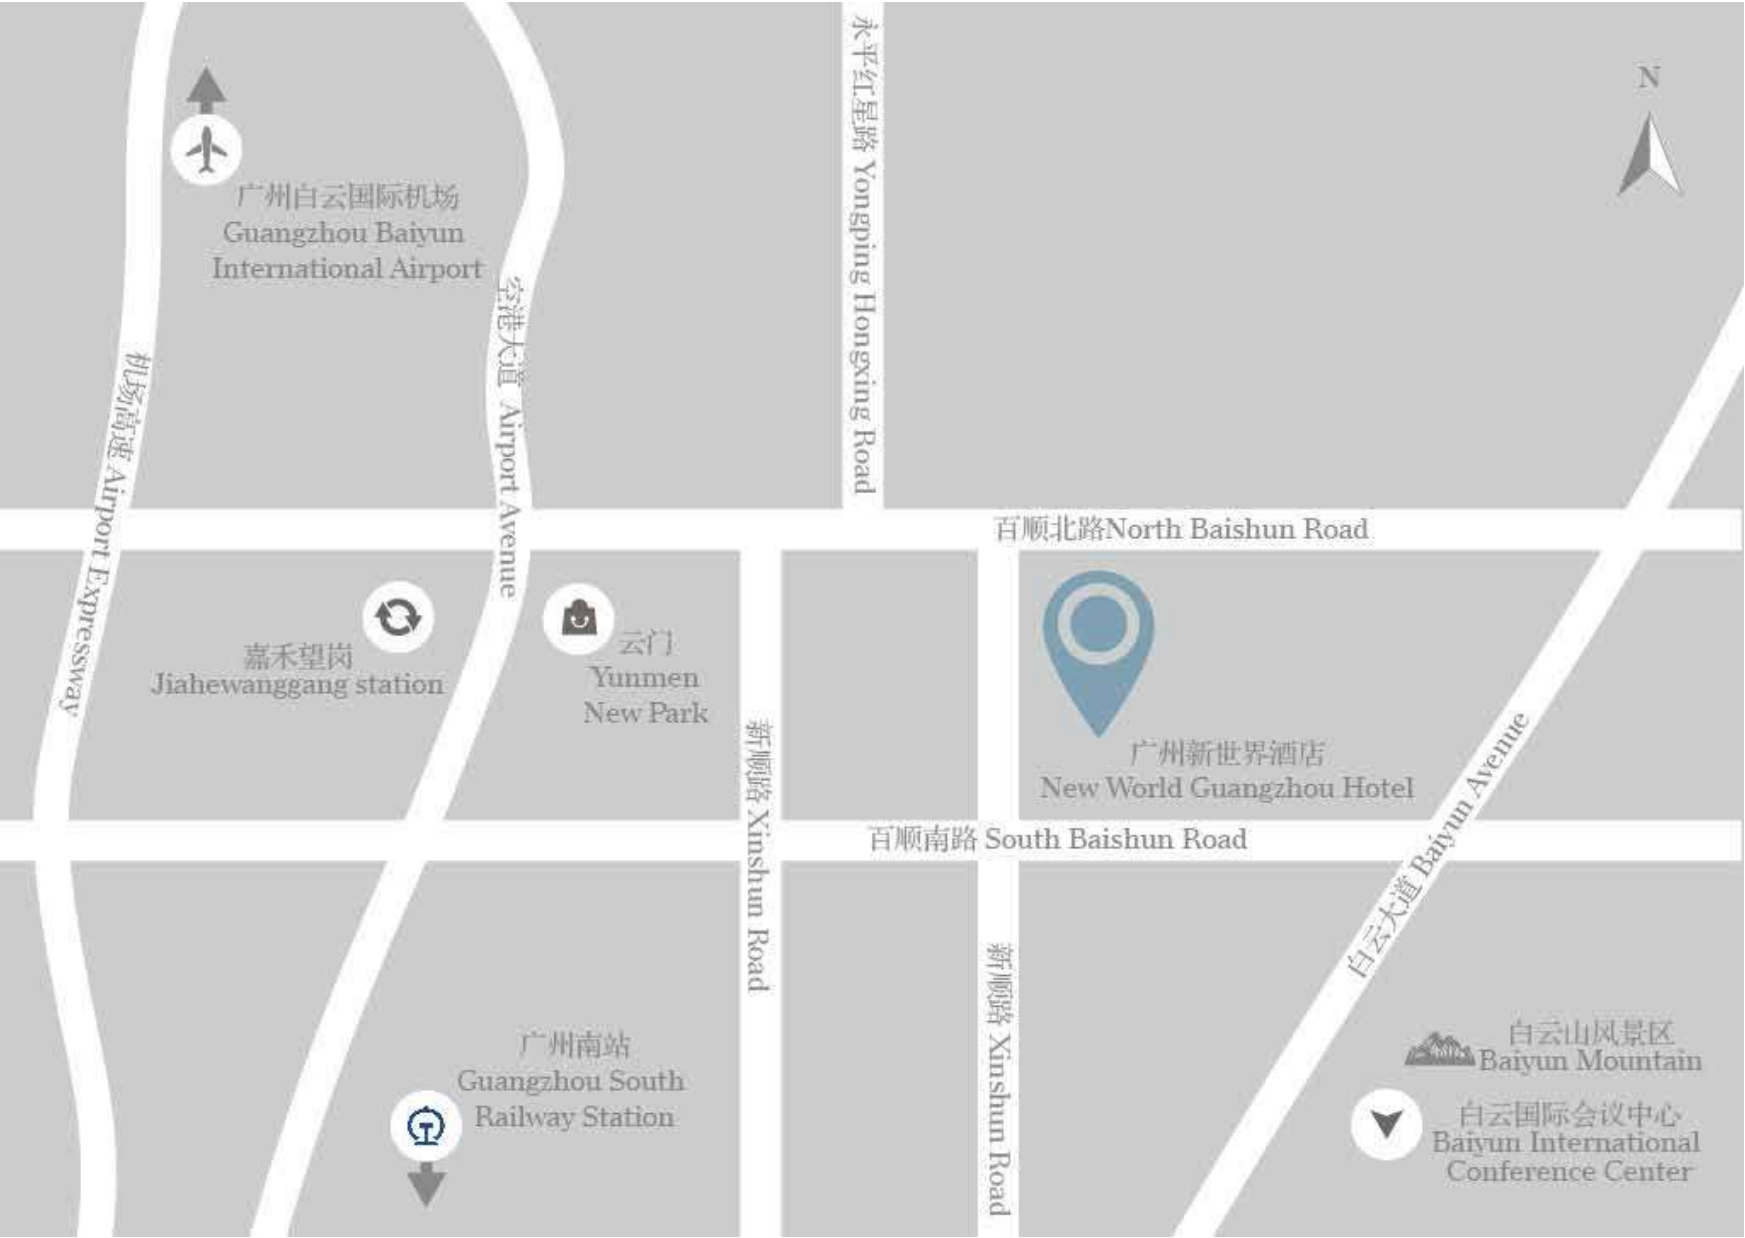 永平红星路 Yongping Hongxing Road
N
广州白云国际机场
Guangzhou Baiyun
International Airport
空港大道 Airport Avenue
机场高速 Airport Expressway
百顺北路North Baishun Road
嘉禾望岗
Jiahewanggang station
云门
Yunmen
New Park
新顺路 Xinshun Road
广州新世界酒店
New World Guangzhou Hotel
白云大道 Baiyun Avenue
百顺南路 South Baishun Road
新顺路 Xinshun Road
广州南站
Guangzhou South
Railway Station
白云山风景区
Baiyun Mountain
白云国际会议中心
Baiyun International
Conference Center